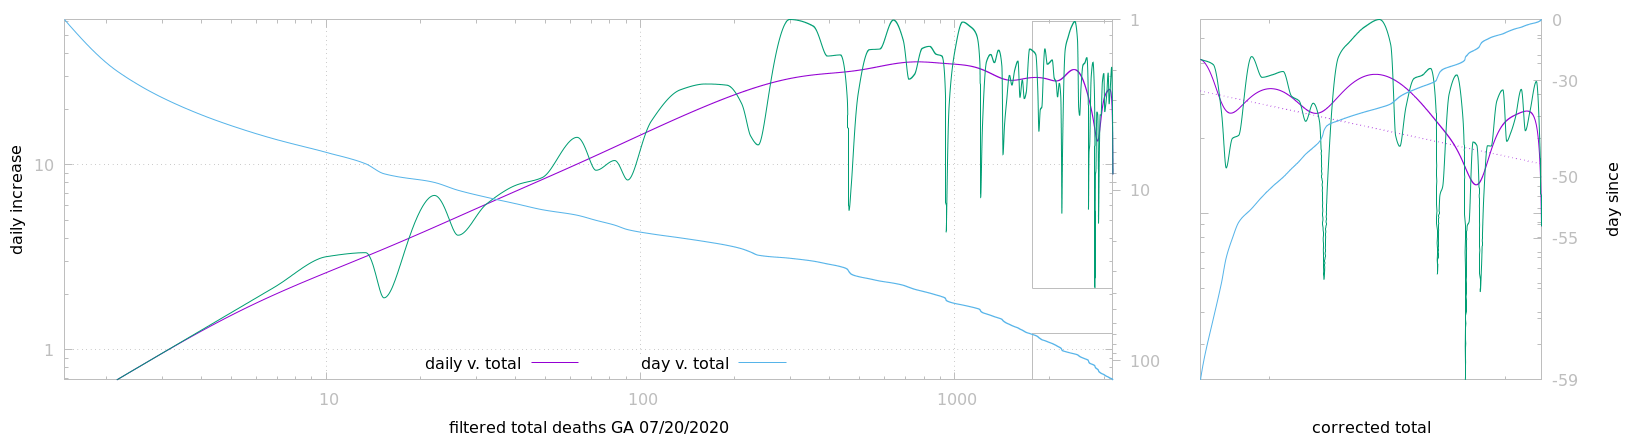 daily increase
10
1
1
10
100
daily v. total
day v. total
10
100
1000
filtered total deaths GA 07/20/2020
0
-30
-50
-55
-59
day since
corrected total